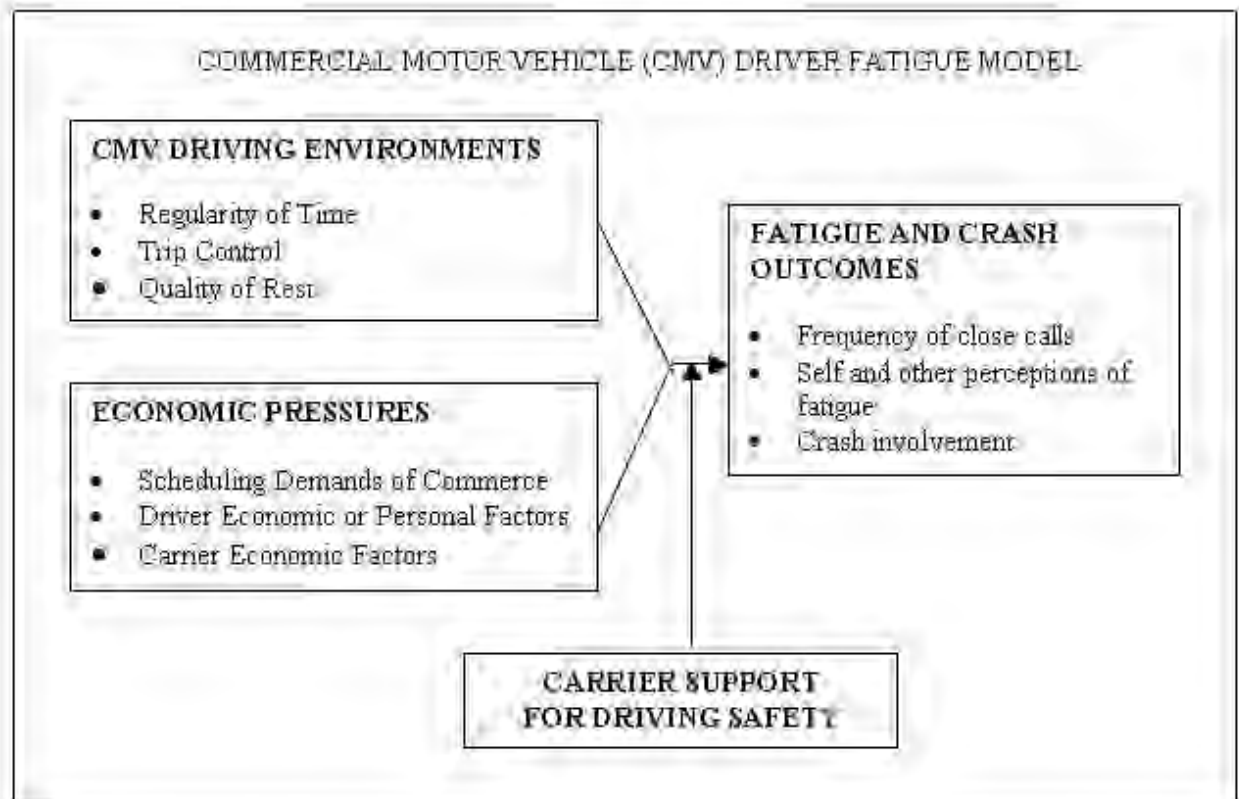 COMMERCIAL MOTOR VEHICLE (CMV) DRIVER FATIGUE MODEL
CMV DRIVING ENVIRONMENTS
• Regularity of Time
• Trip Control
• Quality of Rest
ECONOMIC PRESSURES
• Scheduling Demands of Commerce
• Driver Economic or Personal Factors
• Carrier Economic Factors
FATIGUE AND CRASH
OUTCOMES
• Frequency of close calls
• Self and other perceptions of
fatigue
• Crash involvement
CARRIER SUPPORT
FOR DRIVING SAFETY